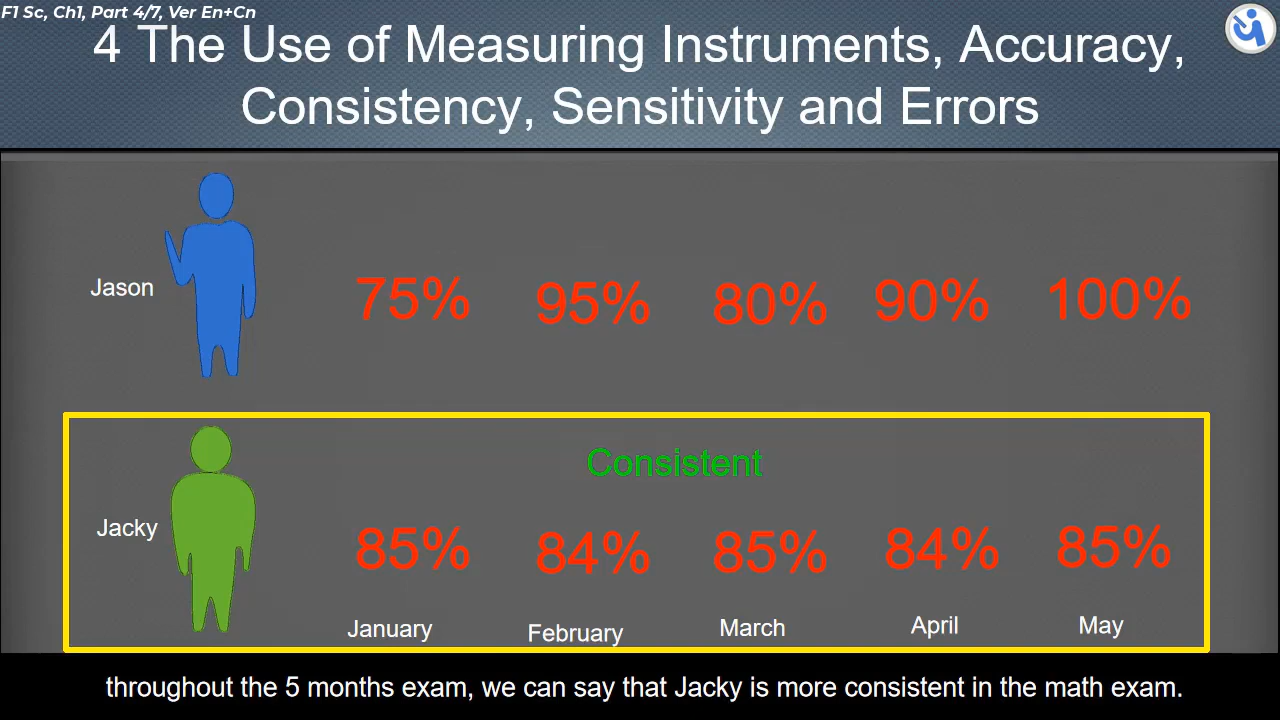 F1 Sc, Ch1, Part 4/7, Ver En+Cn
4 The Use of Measuring Instruments, Accuracy,
Consistency, Sensitivity and Errors
Jason
75% 95% 80% 90% 100%
Consistent
Jacky
85% 84% 85% 84% 85%
January February March April May
throughout the 5 months exam, we can say that Jacky is more consistent in the math exam.